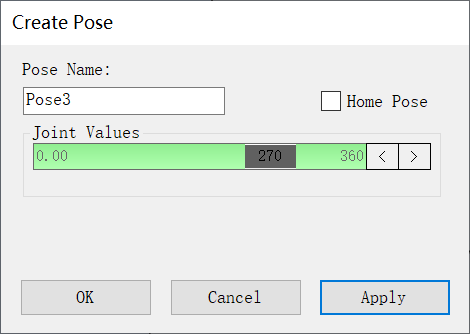 Create Pose
Pose Name:
Pose3
Home Pose
Joint Values
0.00 270 360 < >
OK Cancel Apply